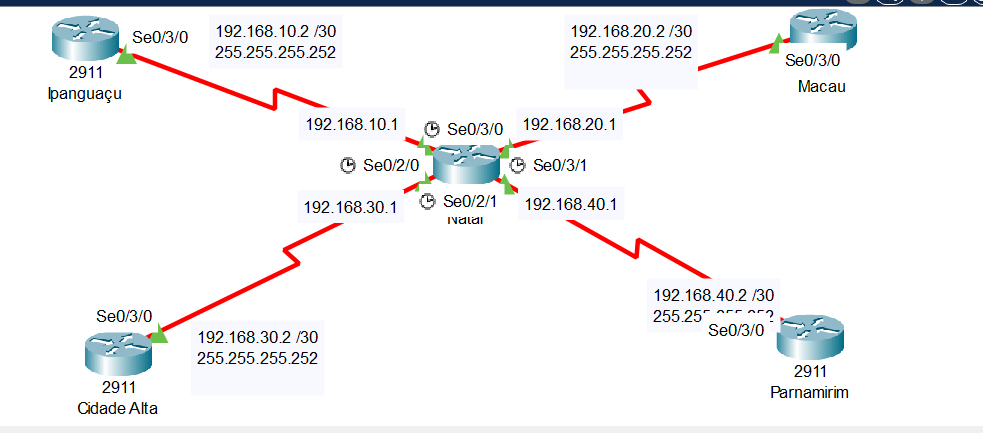 Se0/3/0
192.168.10.2 /30
255.255.255.252
2911
Ipanguaçu
192.168.20.2 /30
255.255.255.252
Se0/3/0
Macau
192.168.10.1
Se0/3/0
192.168.20.1
Se0/2/0
Se0/3/1
192.168.30.1
Se0/2/1
192.168.40.1
Natal
192.168.40.2 /30
255.255.255.252
Se0/3/0
2911
Parnamirim
Se0/3/0
192.168.30.2 /30
255.255.255.252
2911
Cidade Alta